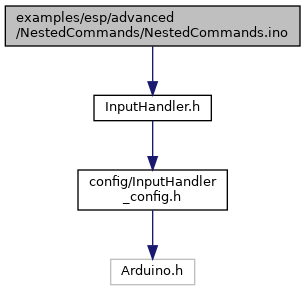 examples/esp/advanced
/NestedCommands/NestedCommands.ino
InputHandler.h
config/InputHandler
_config.h
Arduino.h